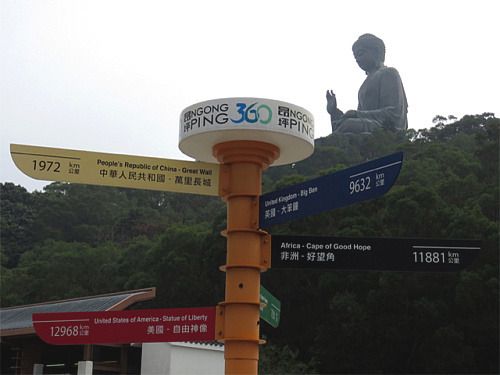 昂坪 NGONG PING 360 昂坪 NGONG PING
1972 km 公里
People's Republic of China - Great Wall
中華人民共和國 - 萬里長城
United Kingdom - Big Ben
英國 - 大笨鐘
9632 km 公里
Africa - Cape of Good Hope
非洲 - 好望角
11881 km 公里
United States of America - Statue of Liberty
美國 - 自由神像
12968 km 公里